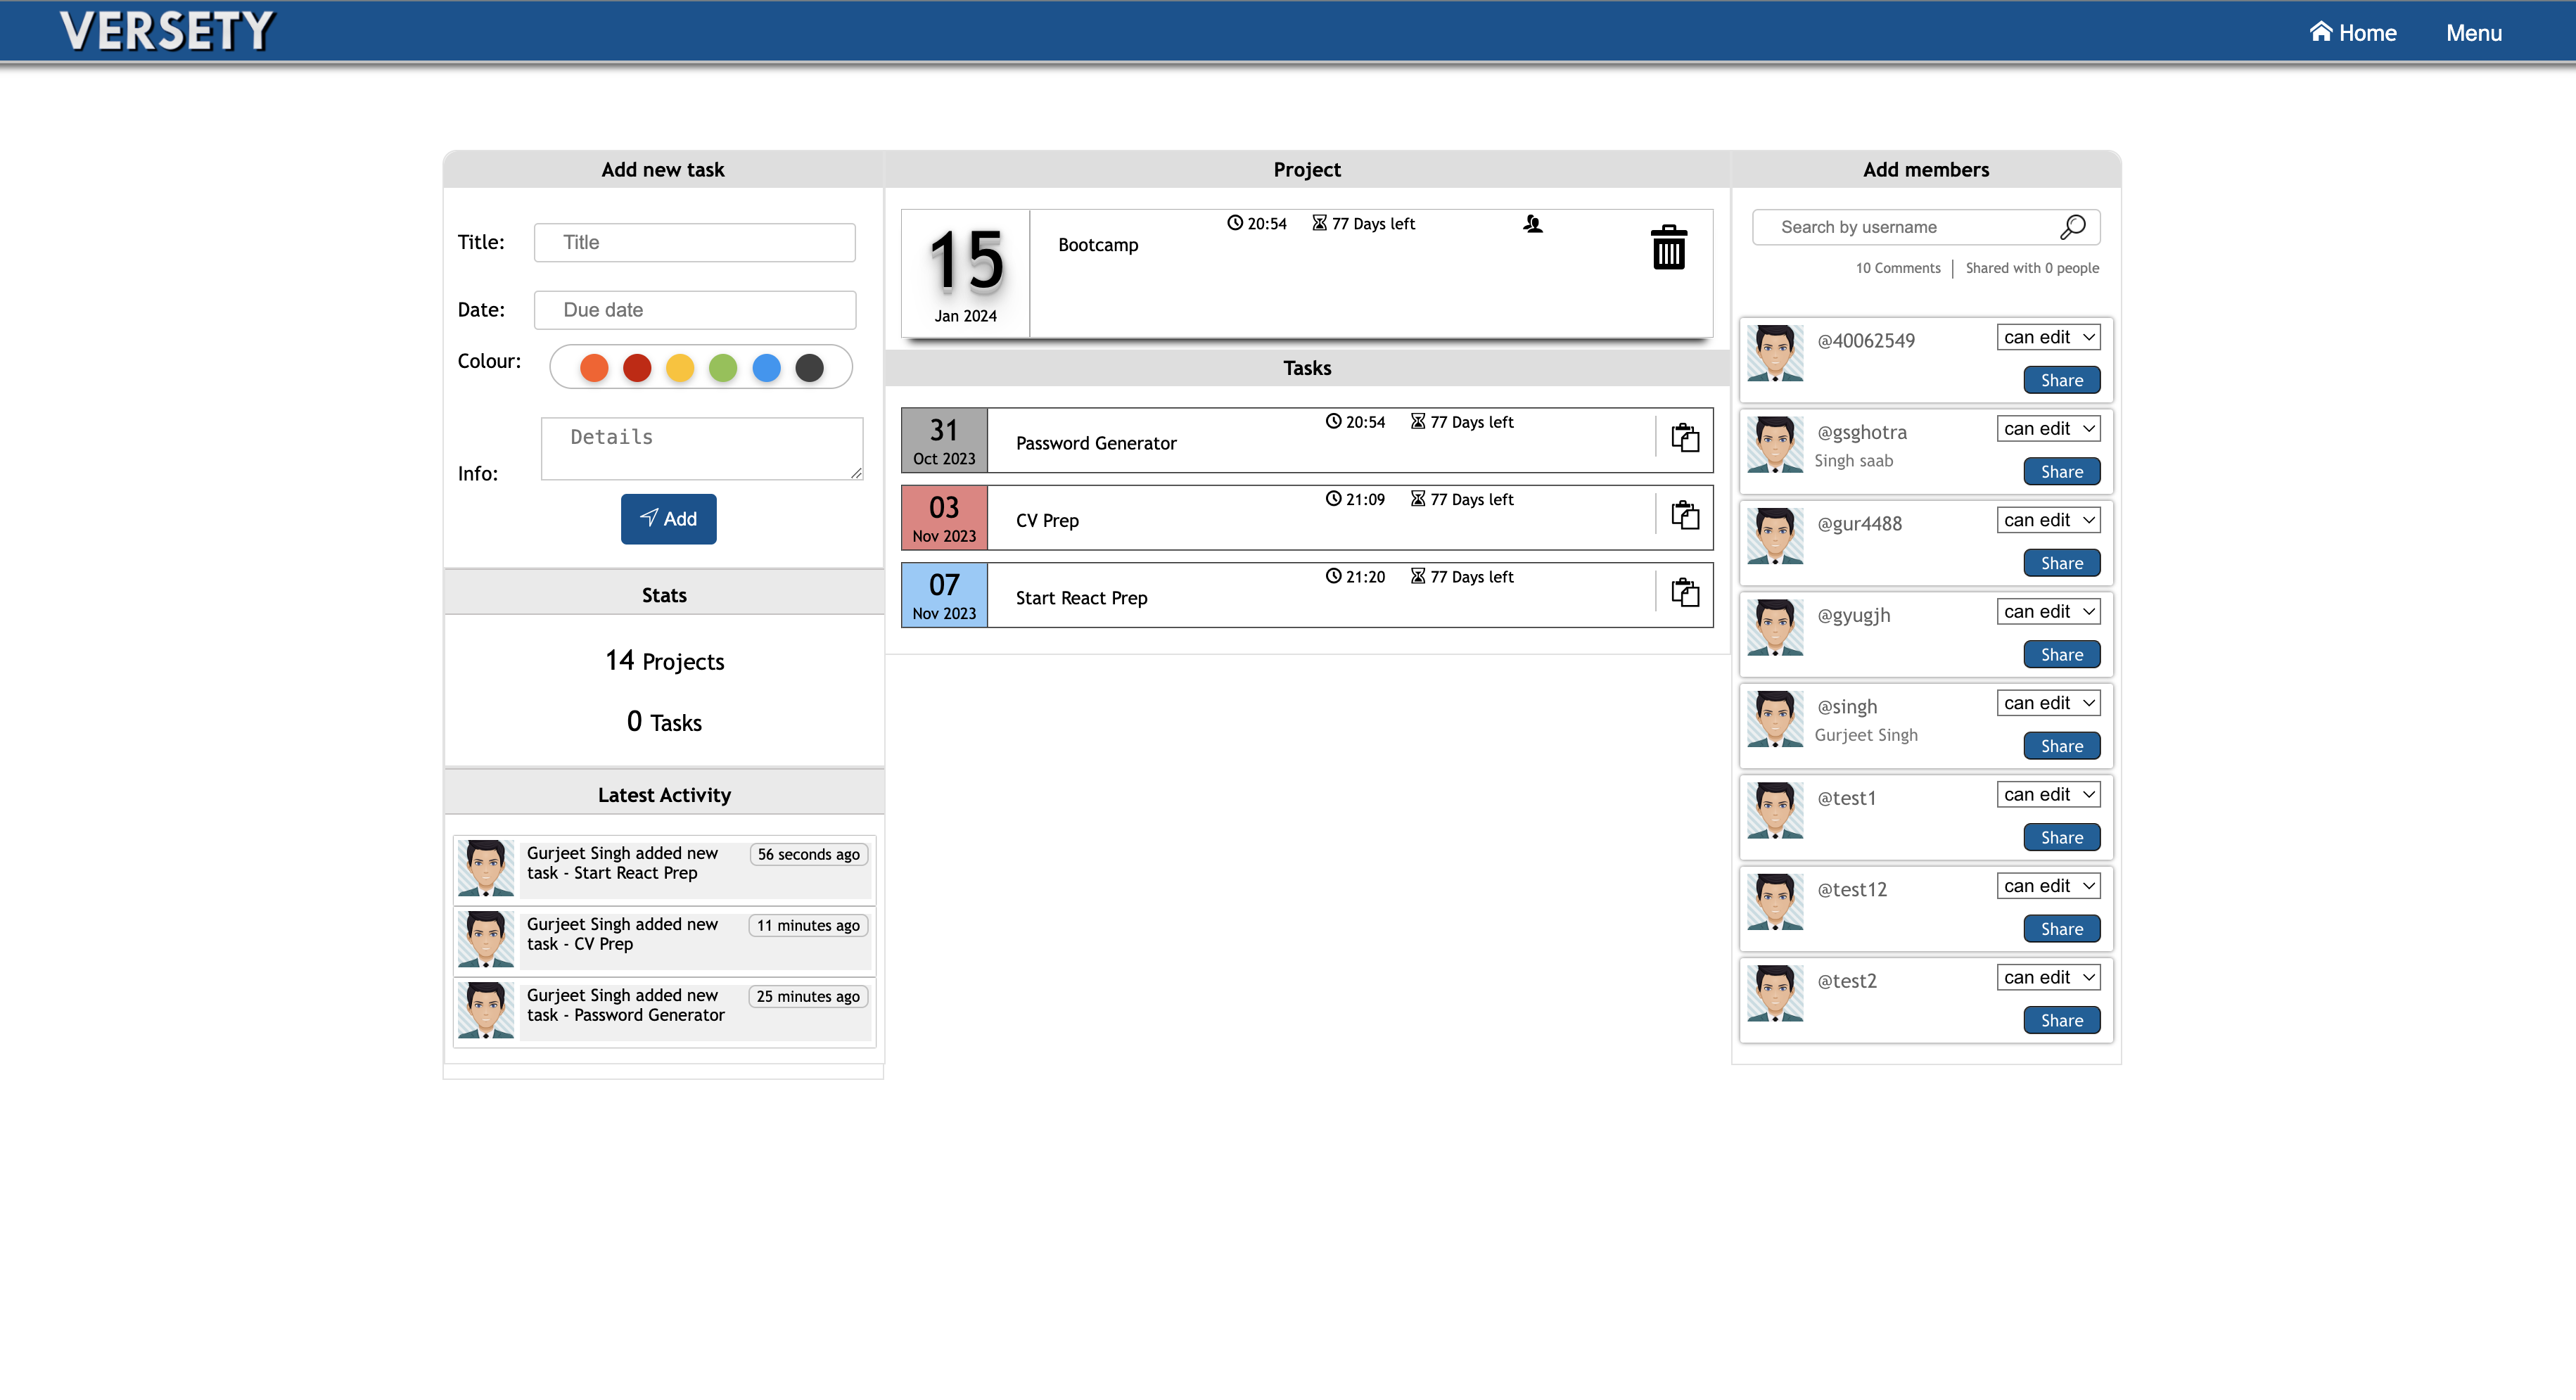 VERSETY
Home
Menu
Add new task
Title:
Title
Date:
Due date
Colour:
Info:
Details
Add
Stats
14 Projects
0 Tasks
Latest Activity
Gurjeet Singh added new
task - Start React Prep
56 seconds ago
Gurjeet Singh added new
task - CV Prep
11 minutes ago
Gurjeet Singh added new
task - Password Generator
25 minutes ago
Project
15
Jan 2024
Bootcamp
20:54
77 Days left
Tasks
31
Oct 2023
Password Generator
20:54
77 Days left
03
Nov 2023
CV Prep
21:09
77 Days left
07
Nov 2023
Start React Prep
21:20
77 Days left
Add members
Search by username
10 Comments
Shared with 0 people
@40062549
can edit
Share
@gsghotra
Singh saab
can edit
Share
@gur4488
can edit
Share
@gyugjh
can edit
Share
@singh
Gurjeet Singh
can edit
Share
@test1
can edit
Share
@test12
can edit
Share
@test2
can edit
Share